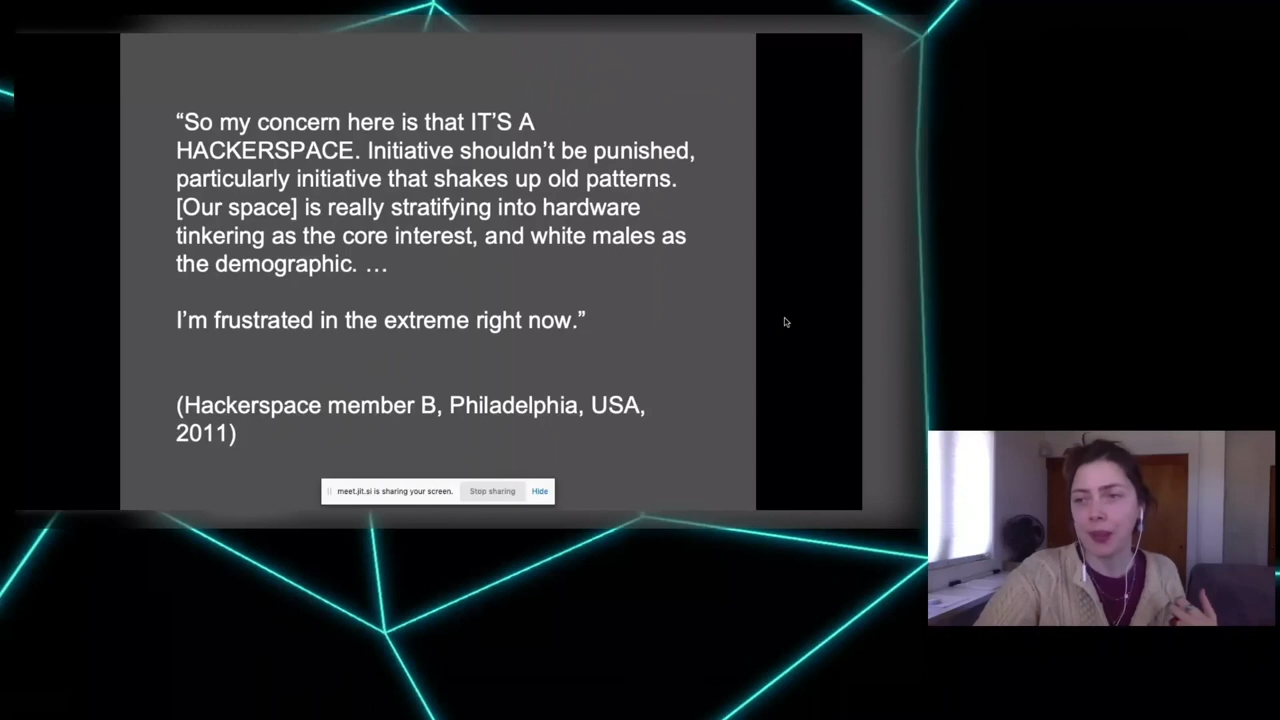 “So my concern here is that IT’S A
HACKERSPACE. Initiative shouldn’t be punished,
particularly initiative that shakes up old patterns.
[Our space] is really stratifying into hardware
tinkering as the core interest, and white males as
the demographic. …
I’m frustrated in the extreme right now.”
(Hackerspace member B, Philadelphia, USA,
2011)
meet.jit.si is sharing your screen. Stop sharing Hide